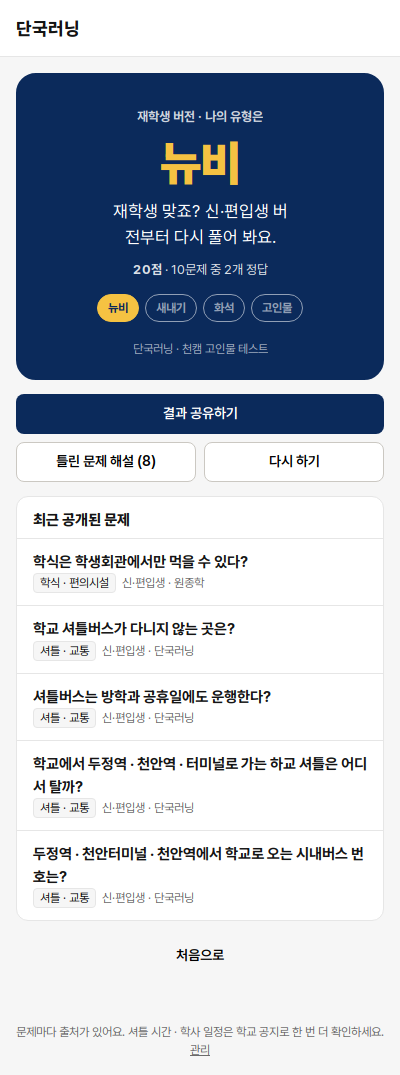 단국러닝
재학생 버전 · 나의 유형은
뉴비
재학생 맞죠? 신·편입생 버
전부터 다시 풀어 봐요.
20점 · 10문제 중 2개 정답
뉴비 새내기 화석 고인물
단국러닝 · 천캠 고인물 테스트
결과 공유하기
틀린 문제 해설 (8) 다시 하기
최근 공개된 문제
학식은 학생회관에서만 먹을 수 있다?
학식 · 편의시설 신·편입생 · 원종학
학교 셔틀버스가 다니지 않는 곳은?
셔틀 · 교통 신·편입생 · 단국러닝
셔틀버스는 방학과 공휴일에도 운행한다?
셔틀 · 교통 신·편입생 · 단국러닝
학교에서 두정역 · 천안역 · 터미널로 가는 하교 셔틀은 어디
서 탈까?
셔틀 · 교통 신·편입생 · 단국러닝
두정역 · 천안터미널 · 천안역에서 학교로 오는 시내버스 번
호는?
셔틀 · 교통 신·편입생 · 단국러닝
처음으로
문제마다 출처가 있어요. 셔틀 시간 · 학사 일정은 학교 공지로 한 번 더 확인하세요.
관리